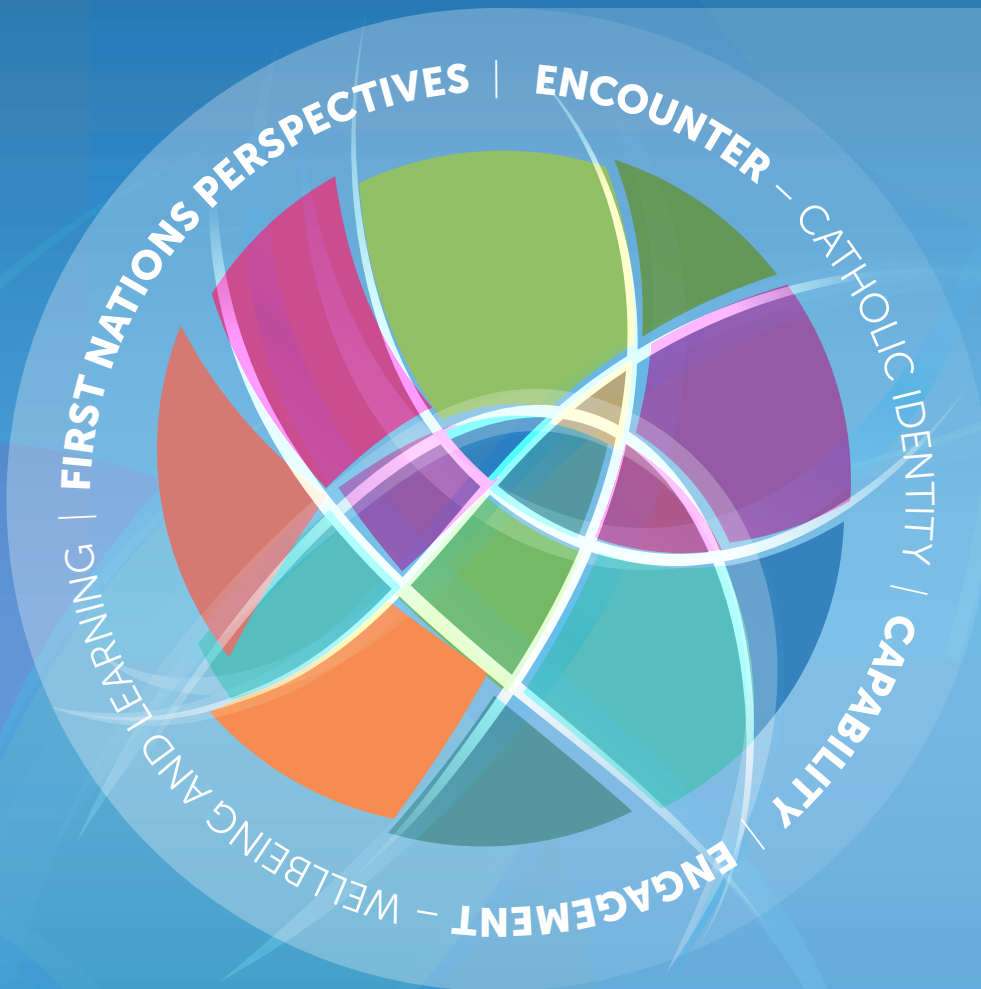 FIRST NATIONS PERSPECTIVES | ENCOUNTER – CATHOLIC IDENTITY | CAPABILITY | ENGAGEMENT – WELLBEING AND LEARNING |